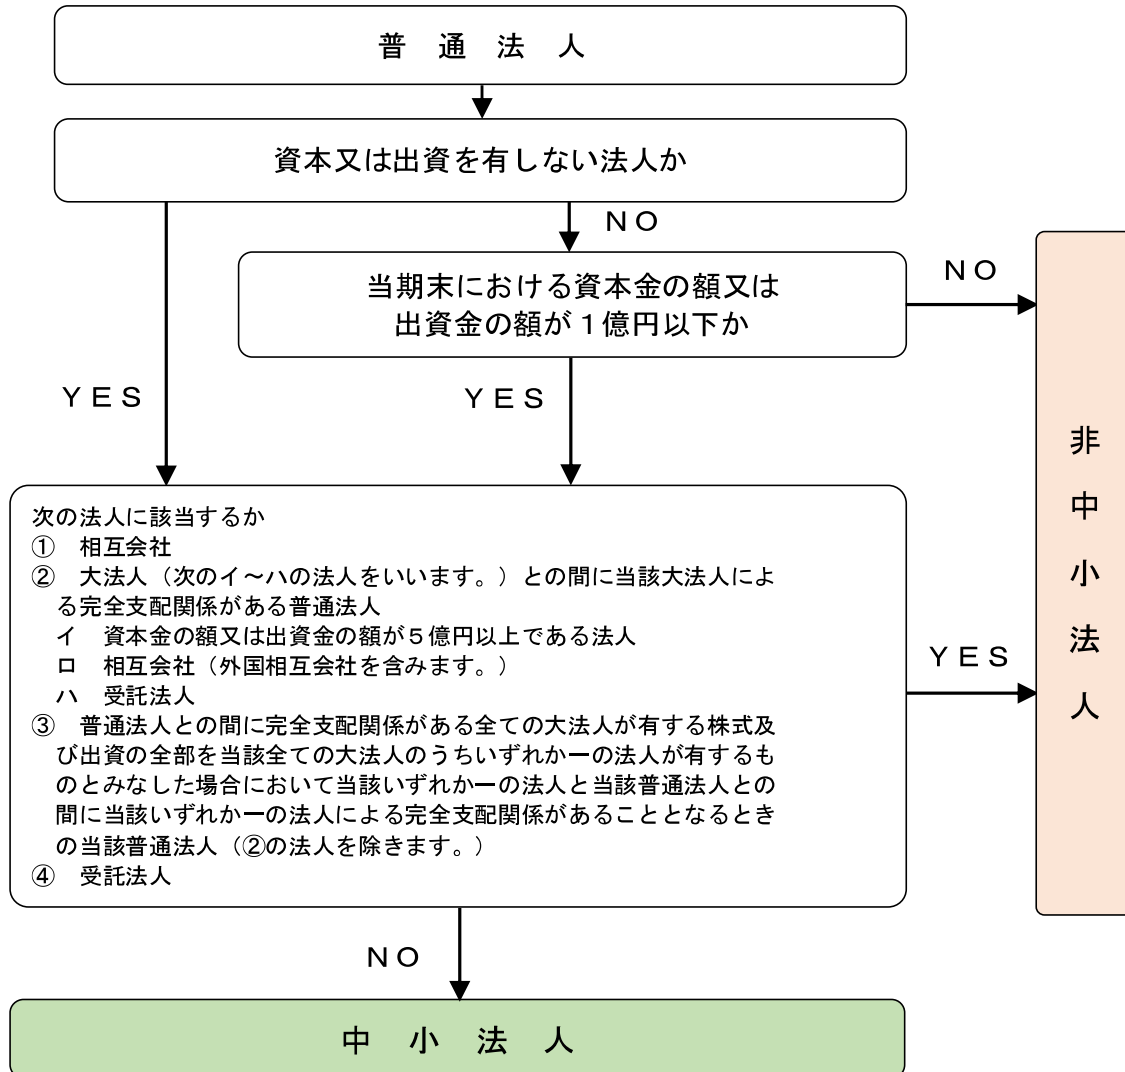 普　通　法　人
資本又は出資を有しない法人か
ＮＯ
当期末における資本金の額又は
出資金の額が１億円以下か
ＮＯ
ＹＥＳ
ＹＥＳ
次の法人に該当するか
①　相互会社
②　大法人（次のイ～ハの法人をいいます。）との間に当該大法人によ
る完全支配関係がある普通法人
イ　資本金の額又は出資金の額が５億円以上である法人
ロ　相互会社（外国相互会社を含みます。）
ハ　受託法人
③　普通法人との間に完全支配関係がある全ての大法人が有する株式及
び出資の全部を当該全ての大法人のうちいずれか一の法人が有するも
のとみなした場合において当該いずれか一の法人と当該普通法人との
間に当該いずれか一の法人による完全支配関係があることとなるとき
の当該普通法人（②の法人を除きます。）
④　受託法人
ＹＥＳ
非中小法人
ＮＯ
中　小　法　人